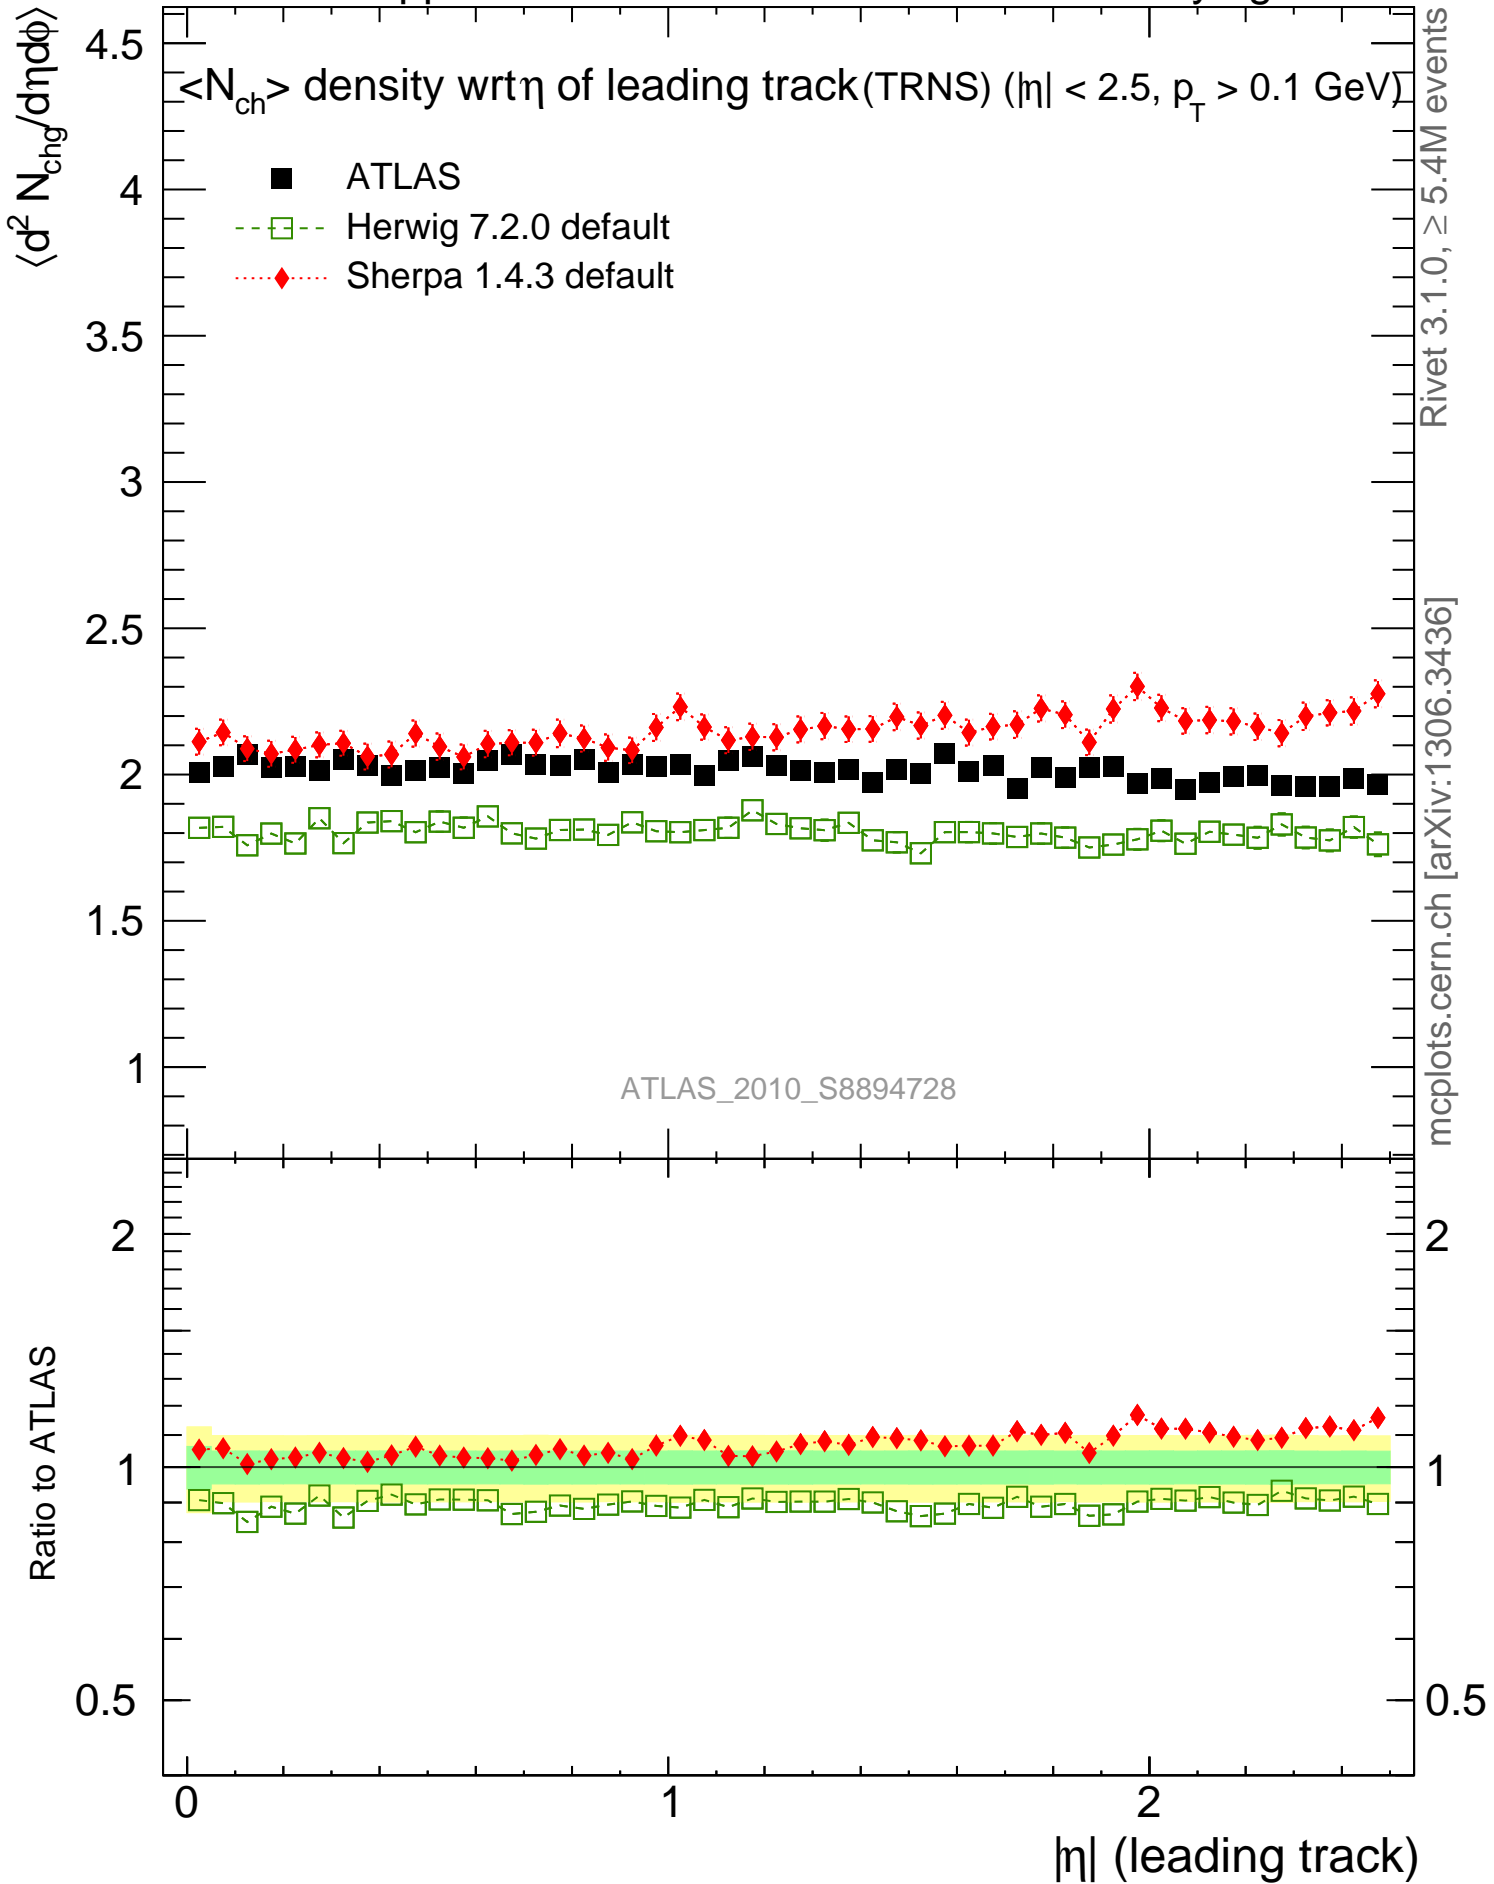 <N_ch> density wrt η of leading track (TRNS) (|η| < 2.5, p_T > 0.1 GeV)
⟨d² N_chg/dηdϕ⟩
ATLAS
Herwig 7.2.0 default
Sherpa 1.4.3 default
4.5
4
3.5
3
2.5
2
1.5
1
ATLAS_2010_S8894728
Rivet 3.1.0, ≥ 5.4M events
mcplots.cern.ch [arXiv:1306.3436]
Ratio to ATLAS
2
1
0.5
2
1
0.5
0
1
2
|η| (leading track)